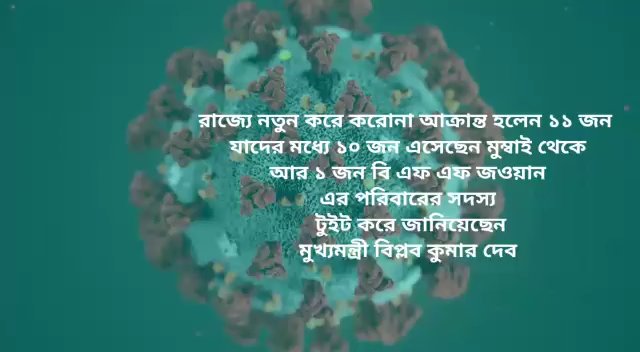 রাজ্যে নতুন করে করোনা আক্রান্ত হলেন ১১ জন
যাদের মধ্যে ১০ জন এসেছেন মুম্বাই থেকে
আর ১ জন বি এফ এফ জওয়ান
এর পরিবারের সদস্য
টুইট করে জানিয়েছেন
মুখ্যমন্ত্রী বিপ্লব কুমার দেব